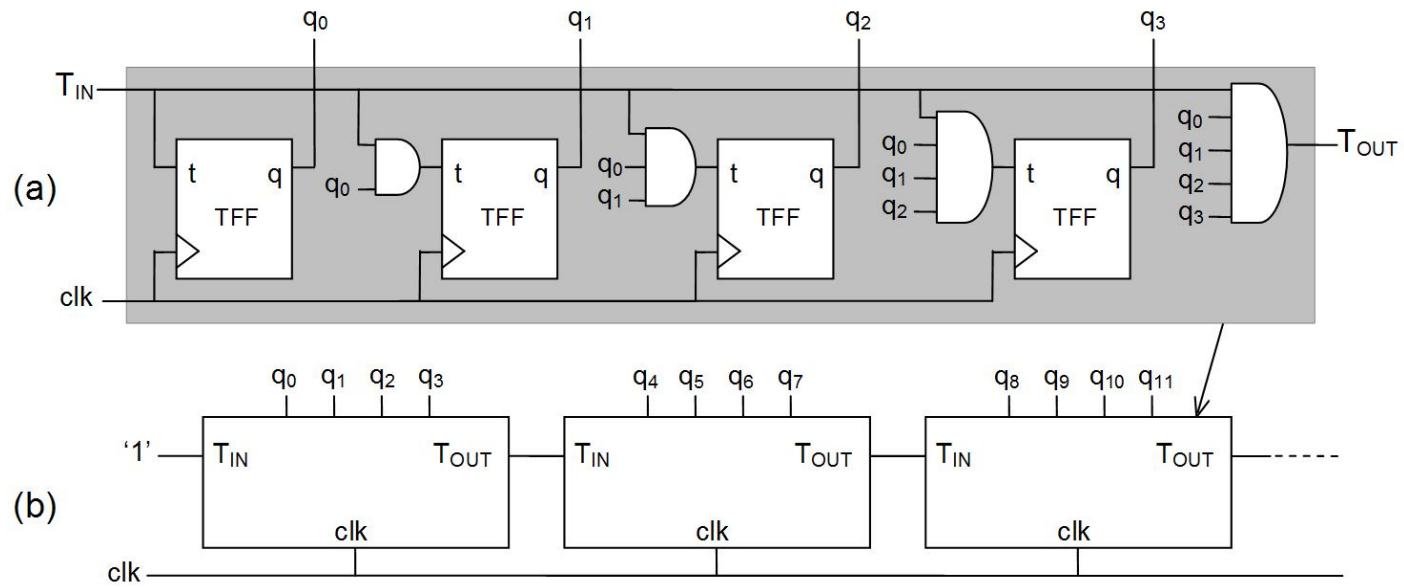 q0 q1 q2 q3
TIN
q0
q0 q1 q1
t q q0 t q q0 t q q1 t q q2 TOUT
(a) q0 q1 q2 q3
TFF TFF TFF TFF
clk
q0 q1 q2 q3 q4 q5 q6 q7 q8 q9 q10 q11
‘1’ TIN TOUT TIN TOUT TIN TOUT
(b)
clk clk clk
clk